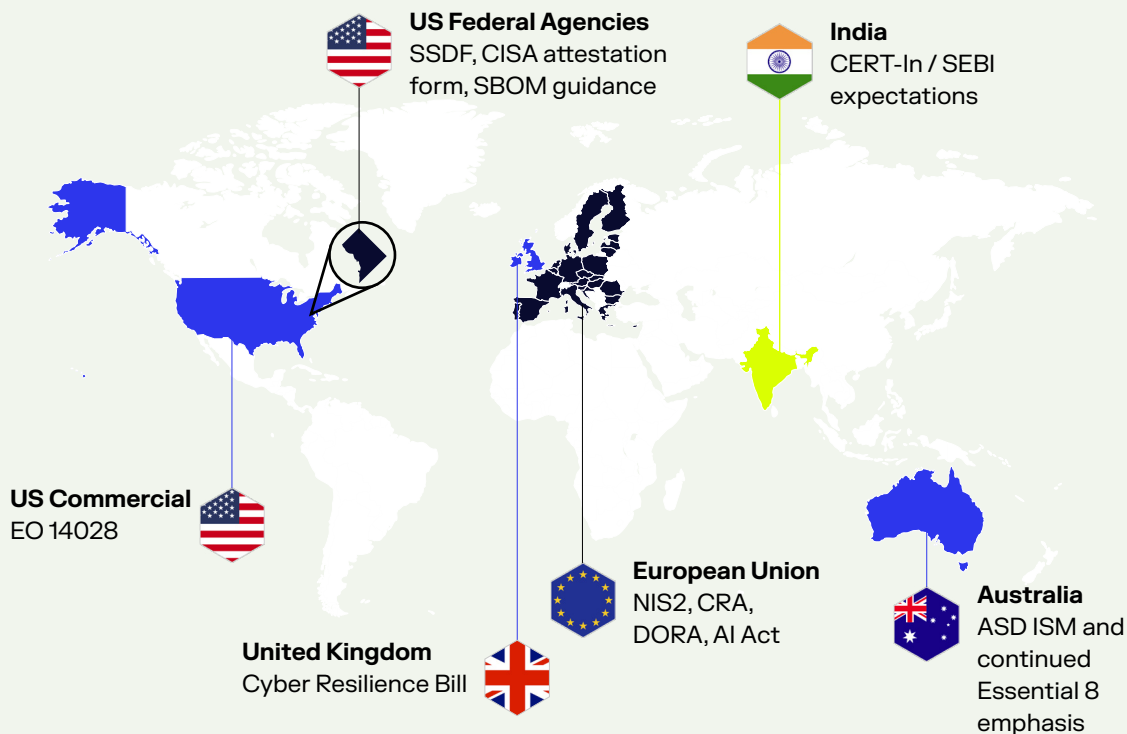 US Federal Agencies
SSDF, CISA attestation
form, SBOM guidance
India
CERT-In / SEBI
expectations
US Commercial
EO 14028
European Union
NIS2, CRA,
DORA, AI Act
United Kingdom
Cyber Resilience Bill
Australia
ASD ISM and
continued
Essential 8
emphasis